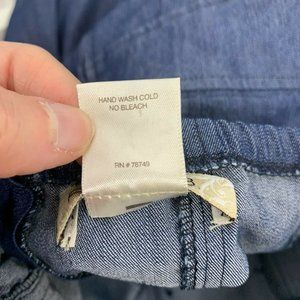 HAND WASH COLD
NO BLEACH
RN # 78749